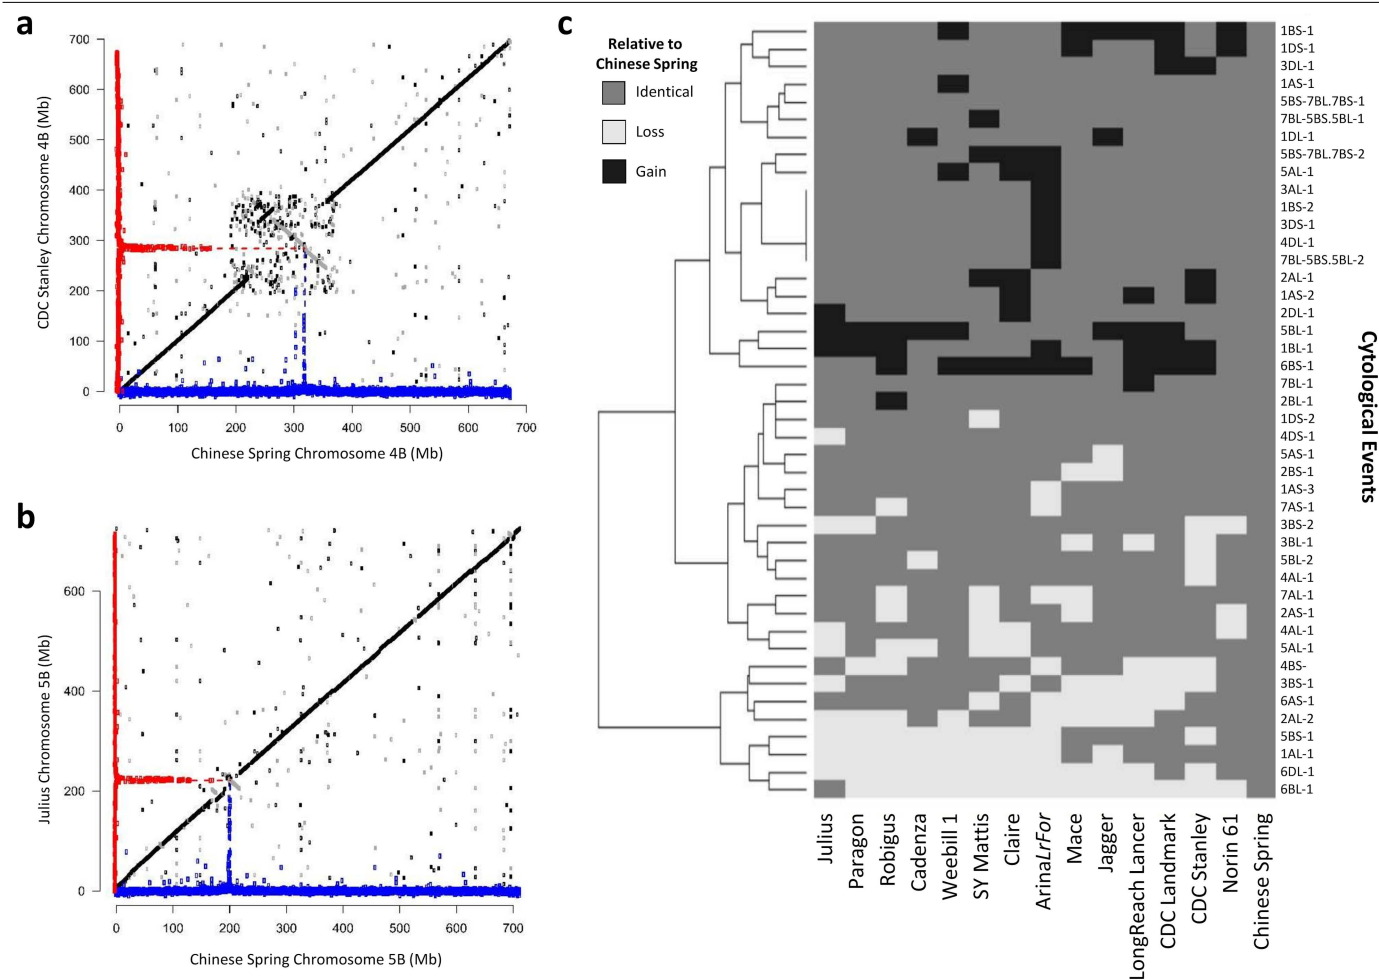 a
CDC Stanley Chromosome 4B (Mb)
700
600
500
400
300
200
100
0
0 100 200 300 400 500 600 700
Chinese Spring Chromosome 4B (Mb)
b
Julius Chromosome 5B (Mb)
600
400
200
0
0 100 200 300 400 500 600 700
Chinese Spring Chromosome 5B (Mb)
c
Relative to
Chinese Spring
Identical
Loss
Gain
1BS-1
1DS-1
3DL-1
1AS-1
5BS-7BL.7BS-1
7BL-5BS.5BL-1
1DL-1
5BS-7BL.7BS-2
5AL-1
3AL-1
1BS-2
3DS-1
4DL-1
7BL-5BS.5BL-2
2AL-1
1AS-2
2DL-1
5BL-1
1BL-1
6BS-1
7BL-1
2BL-1
1DS-2
4DS-1
5AS-1
2BS-1
1AS-3
7AS-1
3BS-2
3BL-1
5BL-2
4AL-1
7AL-1
2AS-1
4AL-1
5AL-1
4BS-
3BS-1
6AS-1
2AL-2
5BS-1
1AL-1
6DL-1
6BL-1
Cytological Events
Julius
Paragon
Robigus
Cadenza
Weebill 1
SY Mattis
Claire
ArinaLrFor
Mace
Jagger
LongReach Lancer
CDC Landmark
CDC Stanley
Norin 61
Chinese Spring